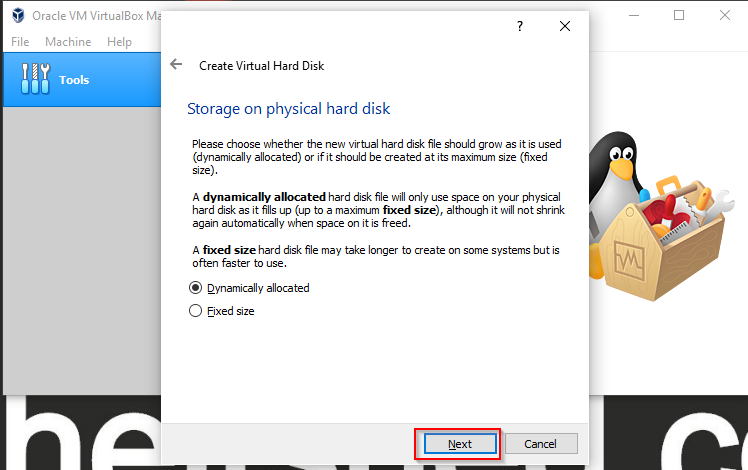 Oracle VM VirtualBox Ma
?
File Machine Help
Create Virtual Hard Disk
Tools
Storage on physical hard disk
Please choose whether the new virtual hard disk file should grow as it is used
(dynamically allocated) or if it should be created at its maximum size (fixed
size).
A dynamically allocated hard disk file will only use space on your physical
hard disk as it fills up (up to a maximum fixed size), although it will not shrink
again automatically when space on it is freed.
A fixed size hard disk file may take longer to create on some systems but is
often faster to use.
Dynamically allocated
Fixed size
Next
Cancel